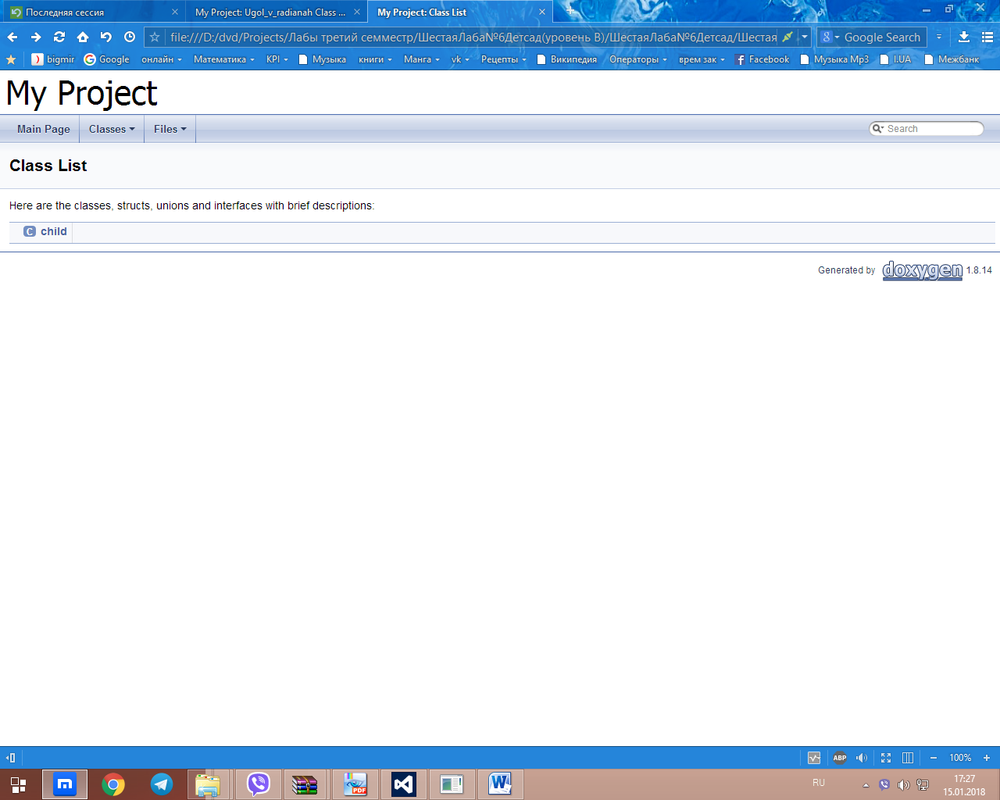 Последняя сессия
My Project: Ugol_v_radianah Class ...
My Project: Class List
file:///D:/dvd/Projects/Лабы третий семместр/ШестаяЛаба№6Детсад(уровень В)/ШестаяЛаба№6Детсад/Шестая
Google Search
bigmir Google онлайн Математика KPI Музыка книги Манга vk Рецепты Википедия Операторы врем зак Facebook Музыка Mp3 I.UA Межбанк
My Project
Main Page Classes Files Search
Class List
Here are the classes, structs, unions and interfaces with brief descriptions:
C child
Generated by doxygen 1.8.14
ABP 100%
RU 17:27
15.01.2018